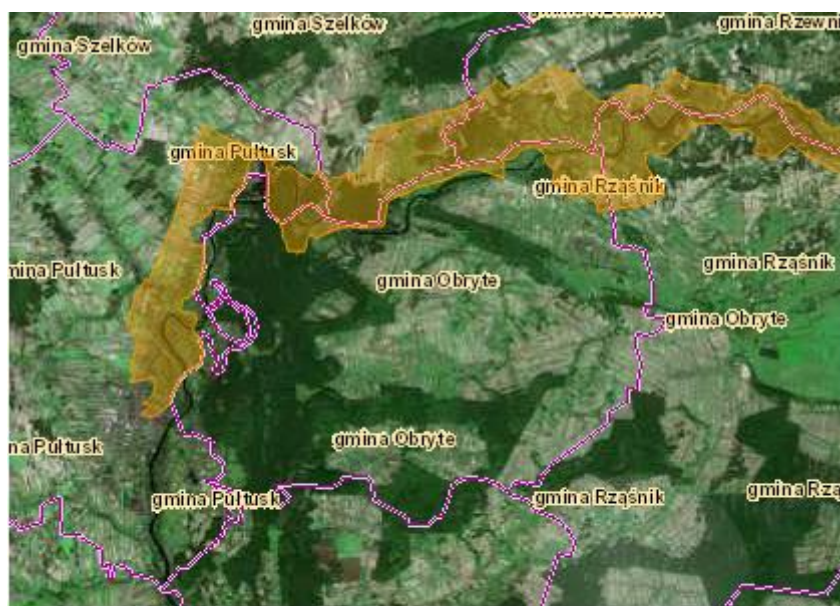 gmina Szelków
gmina Szelków
gmina Rzewni
gmina Pułtusk
gmina Rząśnik
mina Pułtusk
gmina Obryte
gmina Rząśnik
gmina Obryte
na Pułtusk
gmina Obryte
gmina Pułtusk
gmina Rząśnik
gmina Rzą